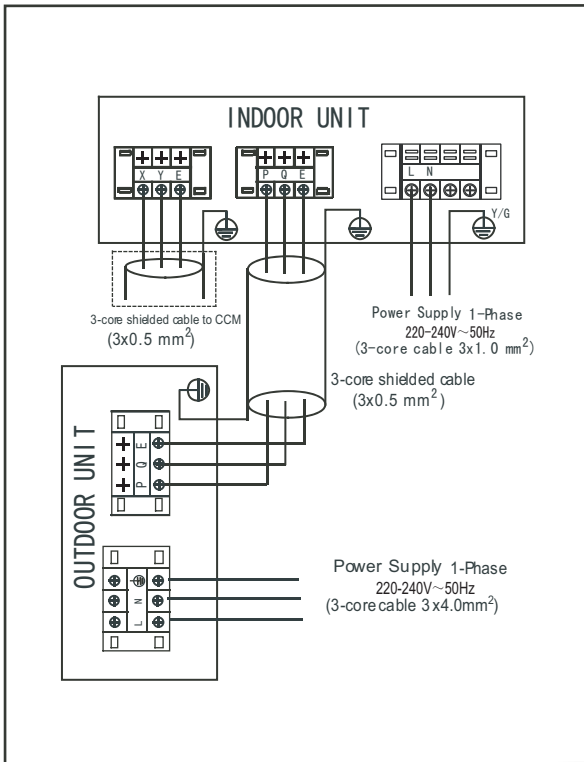 INDOOR UNIT
X Y E
P Q E
L N
Y/G
3-core shielded cable to CCM
(3x0.5 mm²)
Power Supply 1-Phase
220-240V～50Hz
(3-core cable 3x1.0 mm²)
3-core shielded cable
(3x0.5 mm²)
OUTDOOR UNIT
P Q E
L N
Power Supply 1-Phase
220-240V～50Hz
(3-core cable 3x4.0mm²)